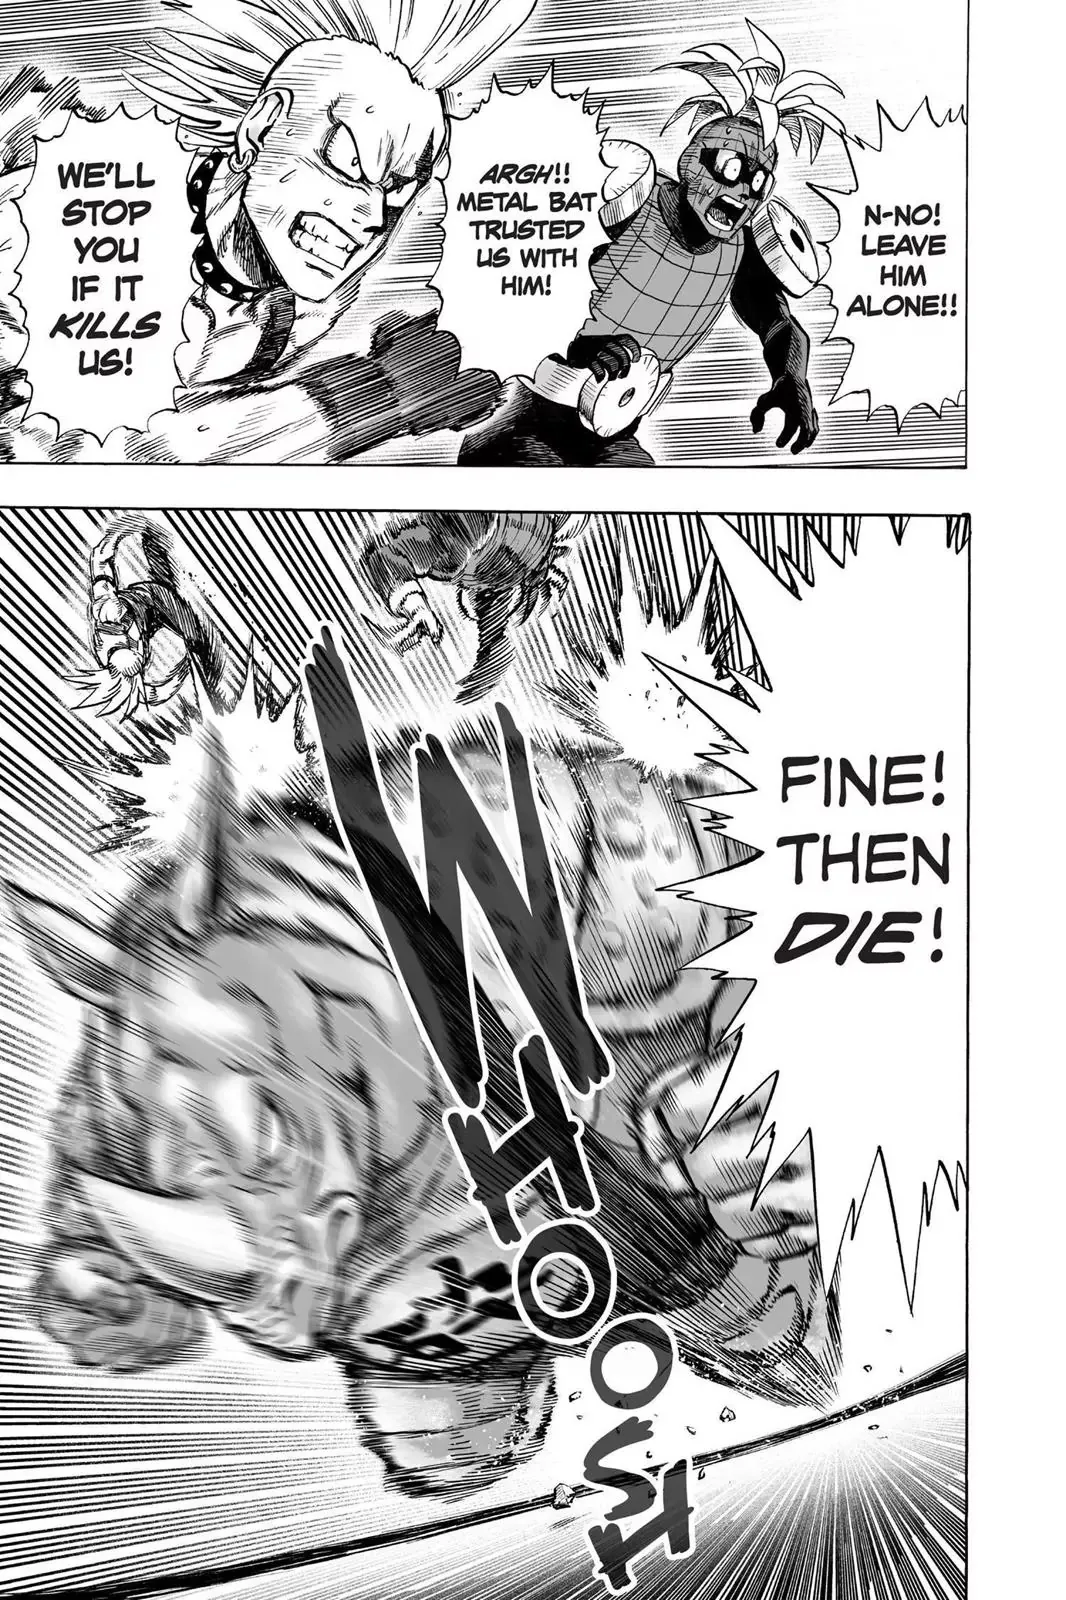 N-NO!
LEAVE
HIM
ALONE!!
ARGH!!
METAL BAT
TRUSTED
US WITH
HIM!
WE'LL
STOP
YOU
IF IT
KILLS
US!
FINE!
THEN
DIE!
WHOOM